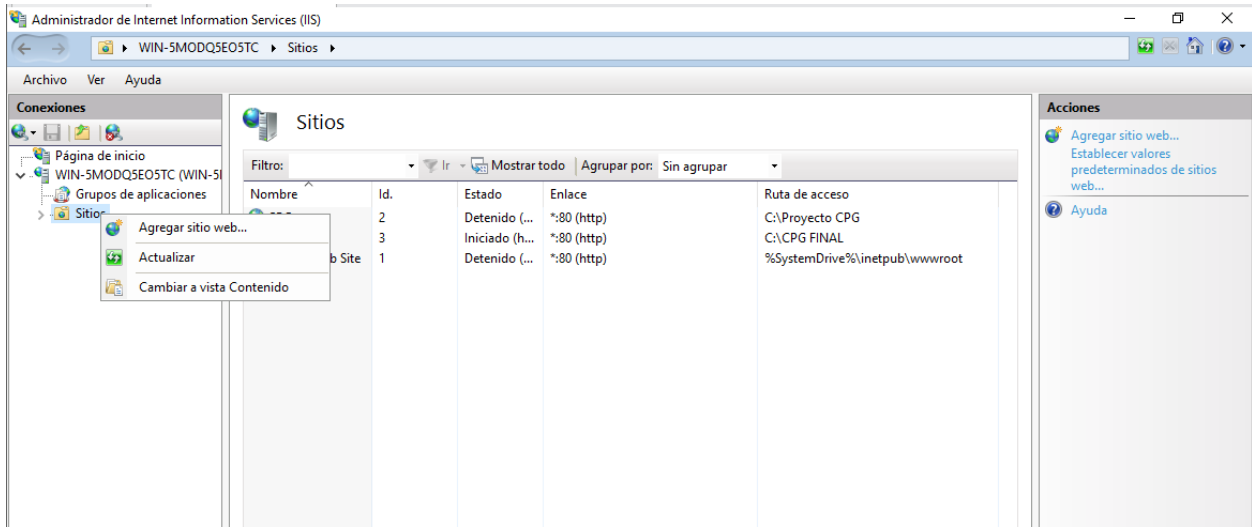 Administrador de Internet Information Services (IIS)
WIN-5MODQ5EO5TC Sitios
Archivo Ver Ayuda
Conexiones
Página de inicio
WIN-5MODQ5EO5TC (WIN-5
Grupos de aplicaciones
Sitios
Agregar sitio web...
Actualizar
Cambiar a vista Contenido
Sitios
Filtro: Ir Mostrar todo Agrupar por: Sin agrupar
Nombre Id. Estado Enlace Ruta de acceso
2 Detenido (... *:80 (http) C:\Proyecto CPG
3 Iniciado (h... *:80 (http) C:\CPG FINAL
b Site 1 Detenido (... *:80 (http) %SystemDrive%\inetpub\wwwroot
Acciones
Agregar sitio web...
Establecer valores
predeterminados de sitios
web...
Ayuda